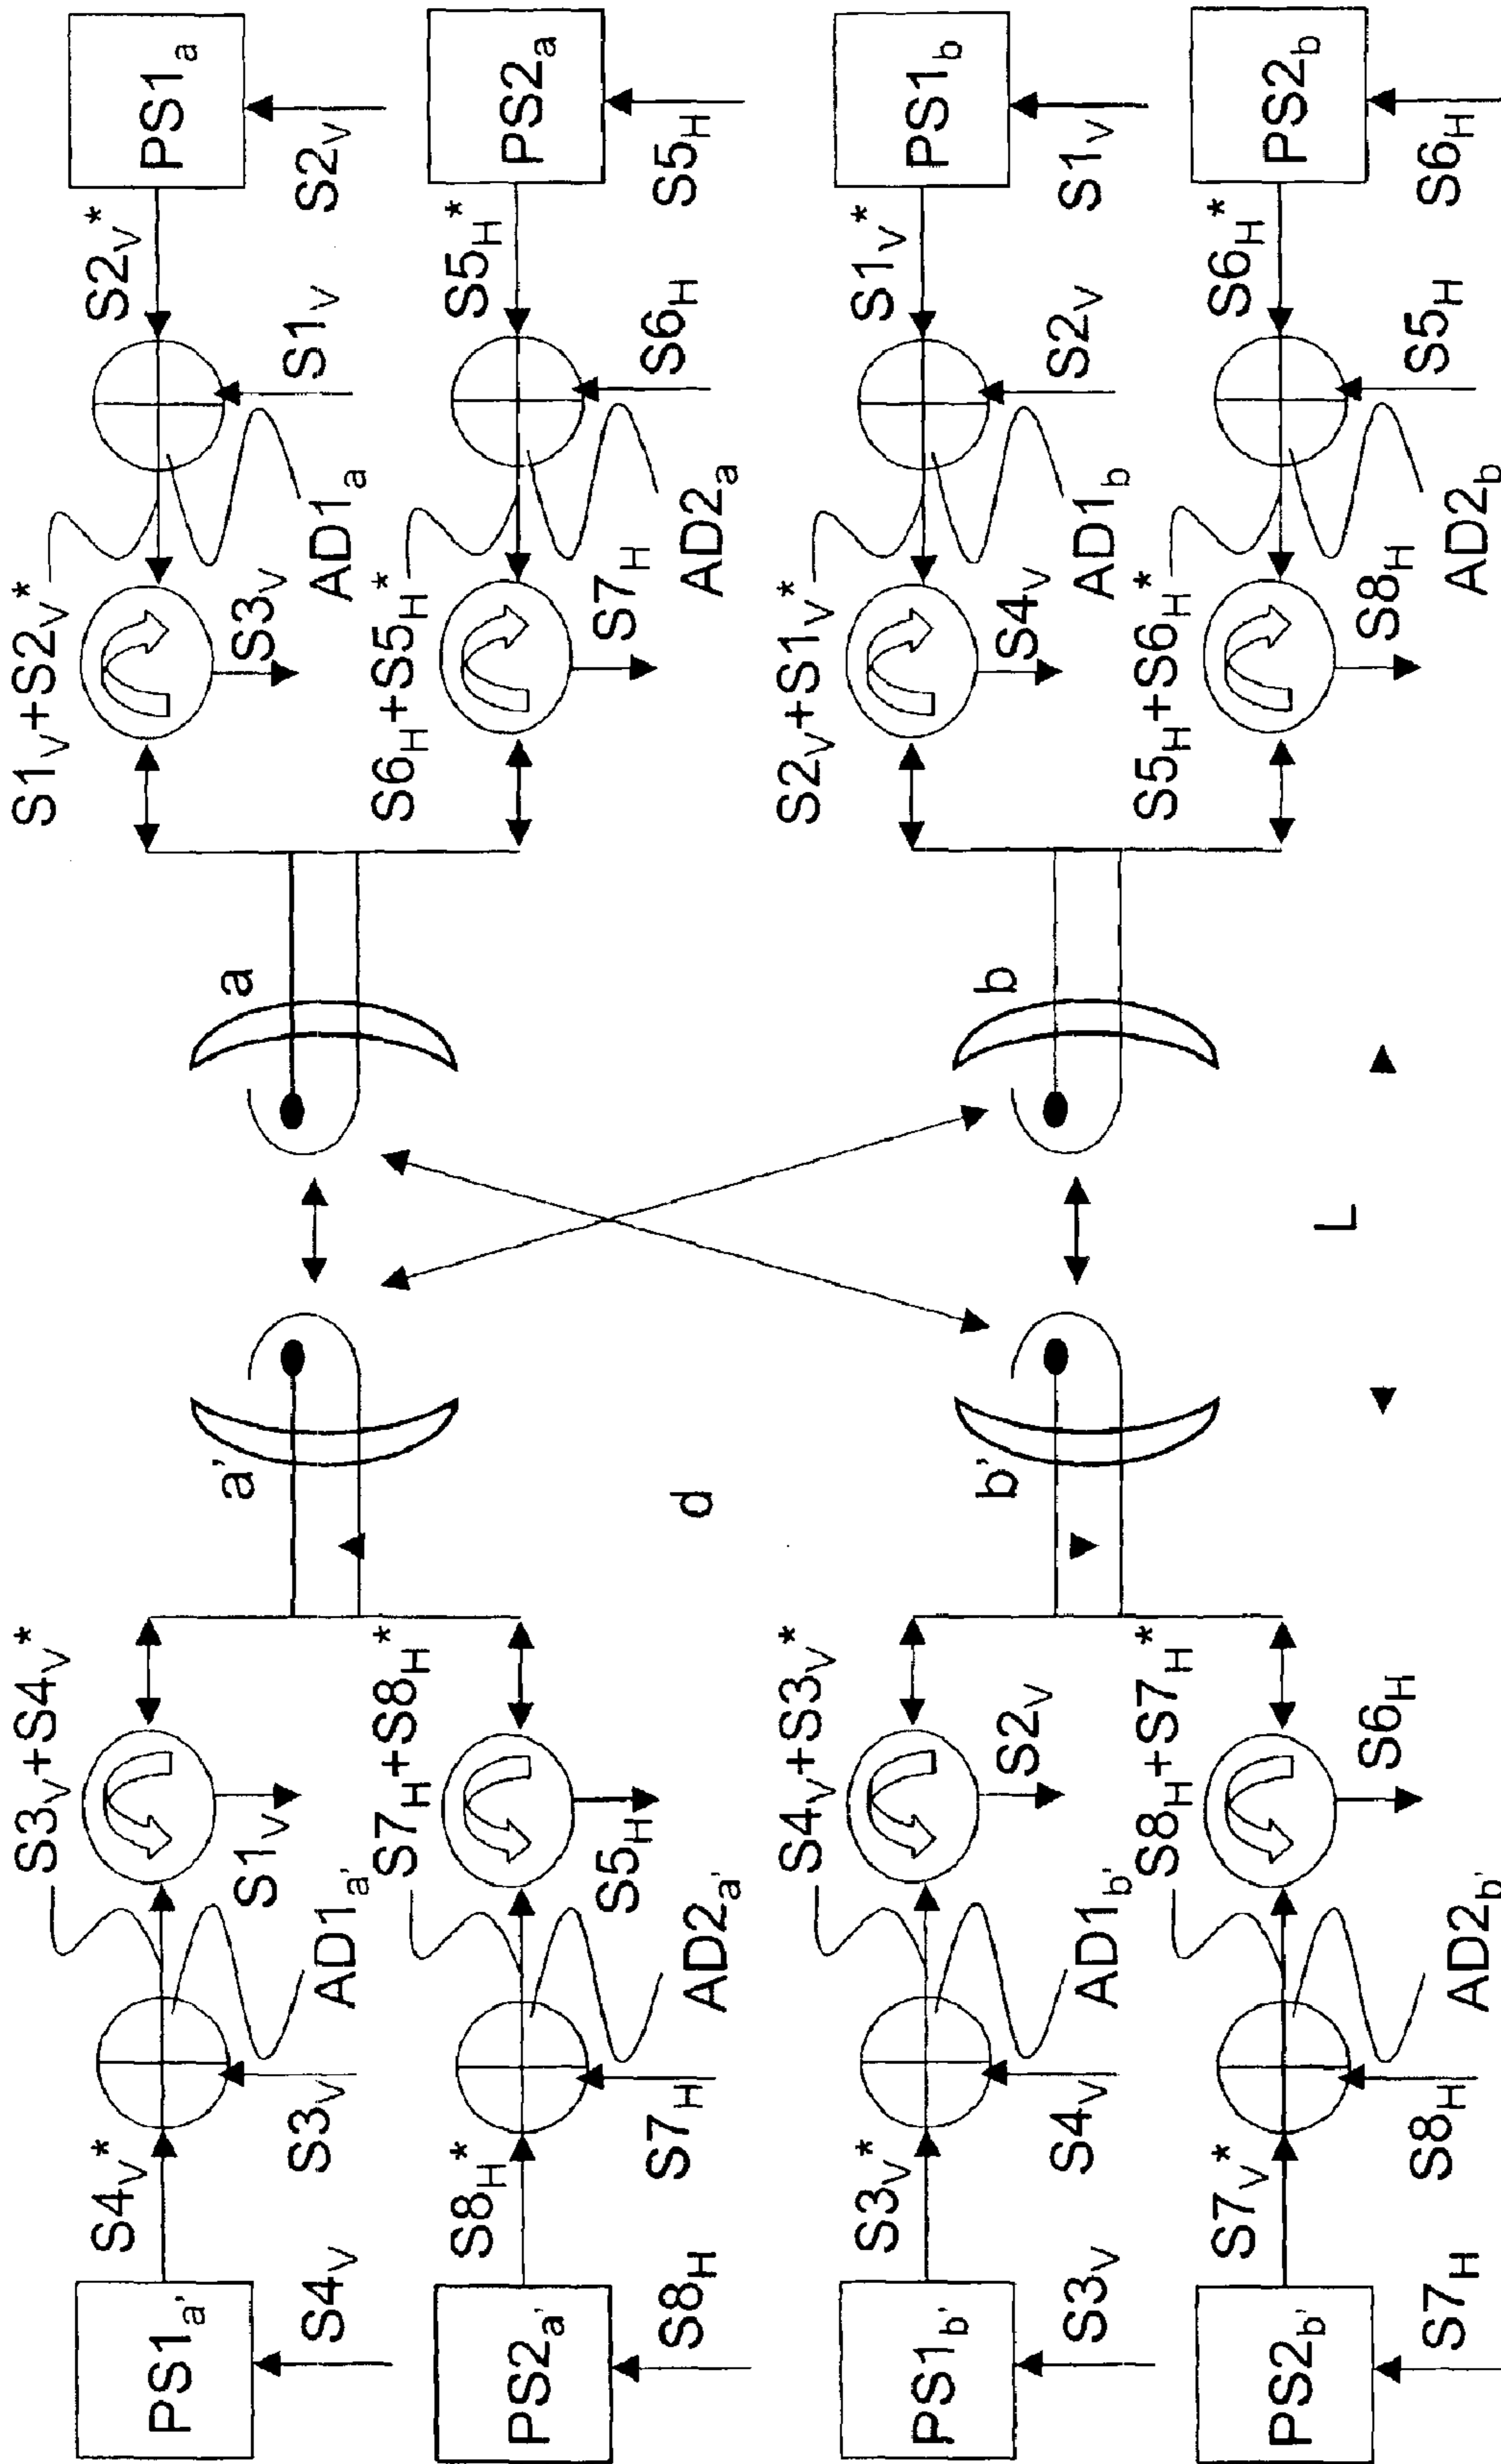 S3V+S4V*
S1V+S2V*
S4V*
S2V*
PS1a'
PS1a
S4V
S3V
AD1a'
S1V
a'
a
S3V
AD1a
S1V
S2V
S7H+S8H*
S6H+S5H*
S8H*
S5H*
PS2a'
PS2a
S8H
S7H
AD2a'
S5H
d
S7H
AD2a
S6H
S5H
S4V+S3V*
S2V+S1V*
S3V*
S1V*
PS1b'
PS1b
S3V
S4V
AD1b'
S2V
b'
b
S4V
AD1b
S2V
S1V
S8H+S7H*
S5H+S6H*
S7V*
S6H*
PS2b'
PS2b
S7H
S8H
AD2b'
S6H
L
S8H
AD2b
S5H
S6H